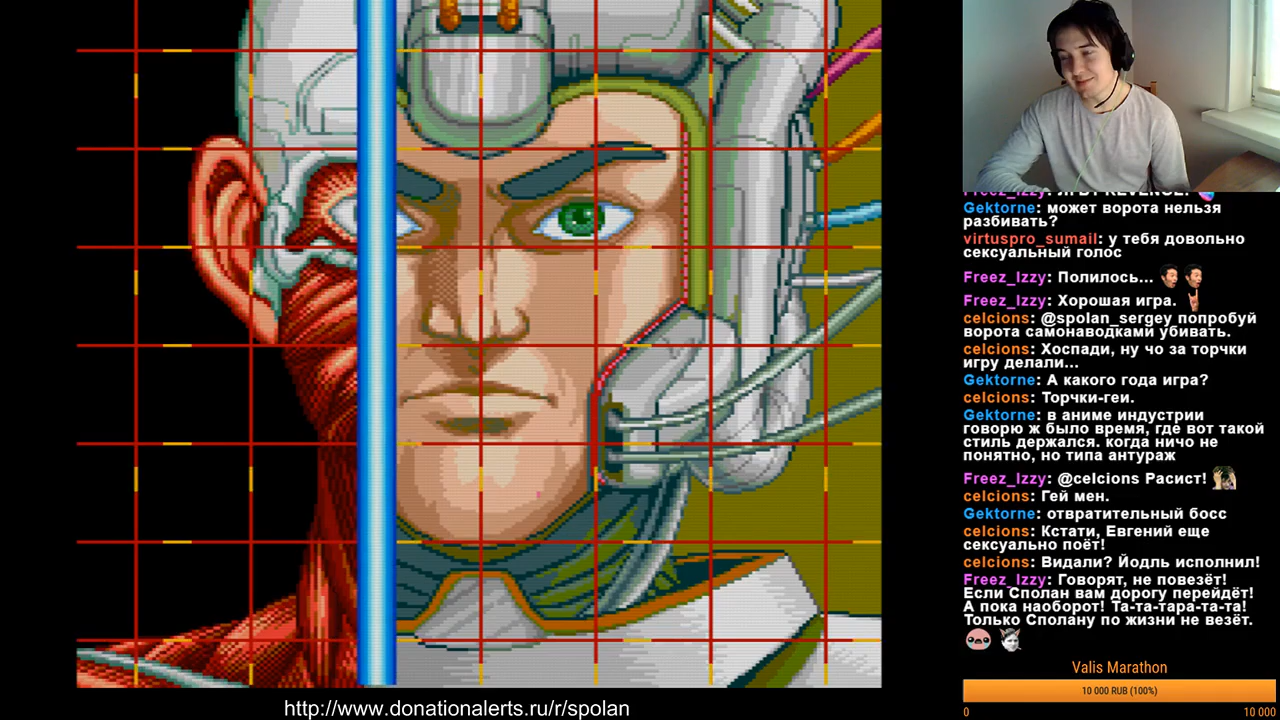 Freez_Izzy: ЛГБТ REVENGE!
Gektorne: может ворота нельзя
разбивать?
virtuspro_sumail: у тебя довольно
сексуальный голос
Freez_Izzy: Полилось...
Freez_Izzy: Хорошая игра.
celcions: @spolan_sergey попробуй
ворота самонаводками убивать.
celcions: Хоспади, ну чо за торчки
игру делали...
Gektorne: А какого года игра?
celcions: Торчки-геи.
Gektorne: в аниме индустрии
говорю ж было время, где вот такой
стиль держался. когда ничо не
понятно, но типа антураж
Freez_Izzy: @celcions Расист!
celcions: Гей мен.
Gektorne: отвратительный босс
celcions: Кстати, Евгений еще
сексуально поёт!
celcions: Видали? Йодль исполнил!
Freez_Izzy: Говорят, не повезёт!
Если Сполан вам дорогу перейдёт!
А пока наоборот! Та-та-тара-та-та!
Только Сполану по жизни не везёт.
Valis Marathon
10 000 RUB (100%)
0 10 000
http://www.donationalerts.ru/r/spolan